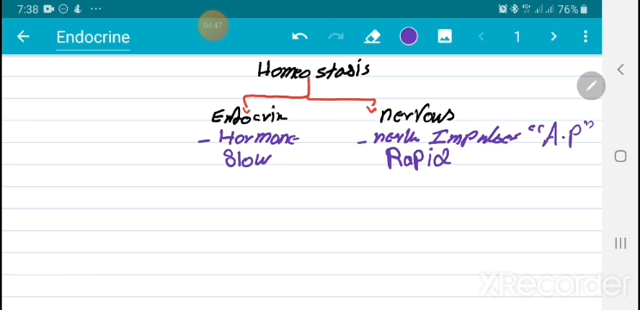 7:38 76%
04:47
Endocrine 1
Homeostasis
Endocrin nervous
- Hormone - nerve Impulses "A.P"
Slow Rapid
XRecorder